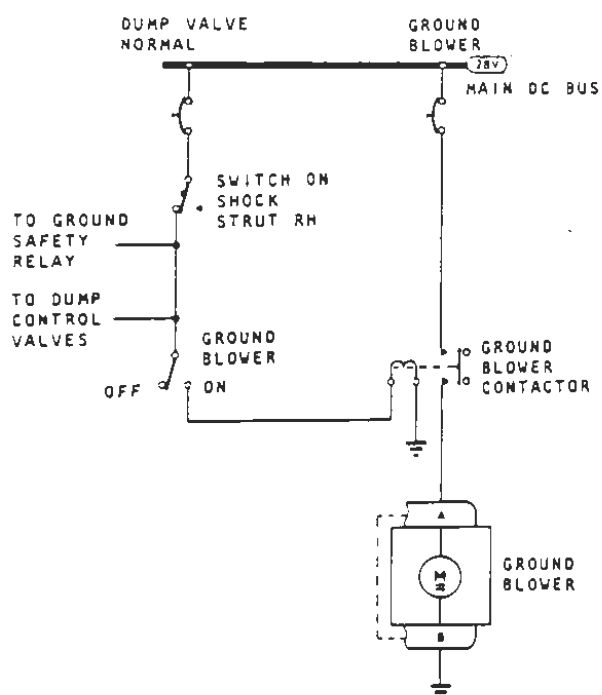 DUMP VALVE
NORMAL
GROUND
BLOWER
28V
MAIN DC BUS
SWITCH ON
SHOCK
STRUT RH
TO GROUND
SAFETY
RELAY
TO DUMP
CONTROL
VALVES
GROUND
BLOWER
OFF
ON
GROUND
BLOWER
CONTACTOR
A
M
B
GROUND
BLOWER